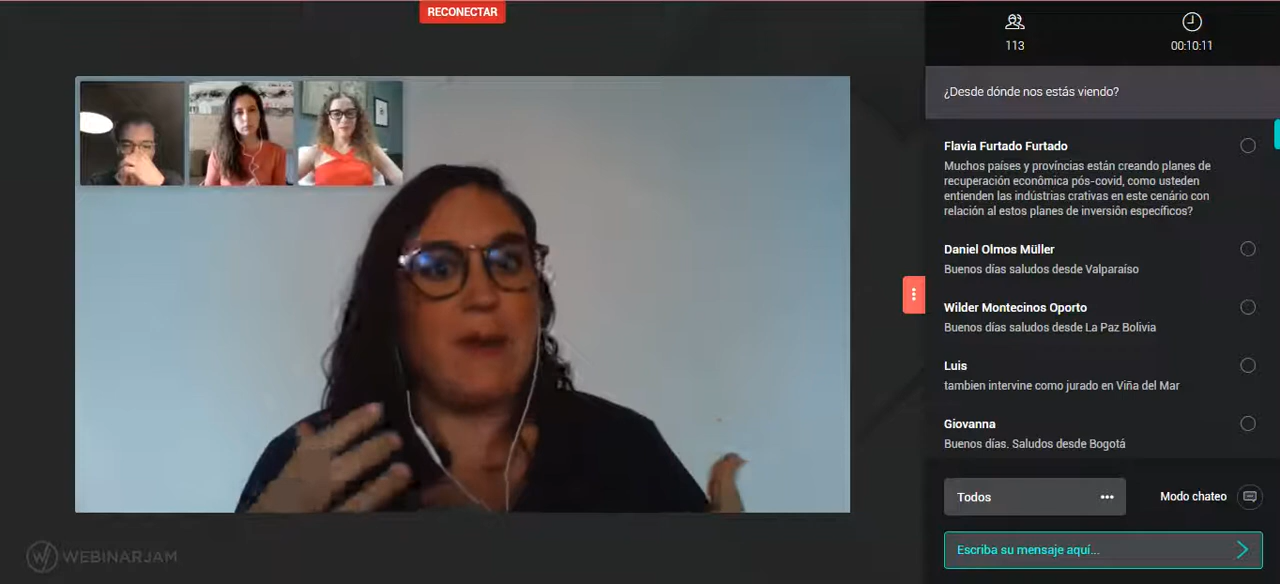 RECONECTAR
113
00:10:11
¿Desde dónde nos estás viendo?
Flavia Furtado Furtado
Muchos países y províncias están creando planes de
recuperación econômica pós-covid, como usteden
entienden las indústrias crativas en este cenário con
relación al estos planes de inversión específicos?
Daniel Olmos Müller
Buenos días saludos desde Valparaíso
Wilder Montecinos Oporto
Buenos días saludos desde La Paz Bolivia
Luis
tambien intervine como jurado en Viña del Mar
Giovanna
Buenos días. Saludos desde Bogotá
Todos
Modo chateo
Escriba su mensaje aquí...
WEBINARJAM